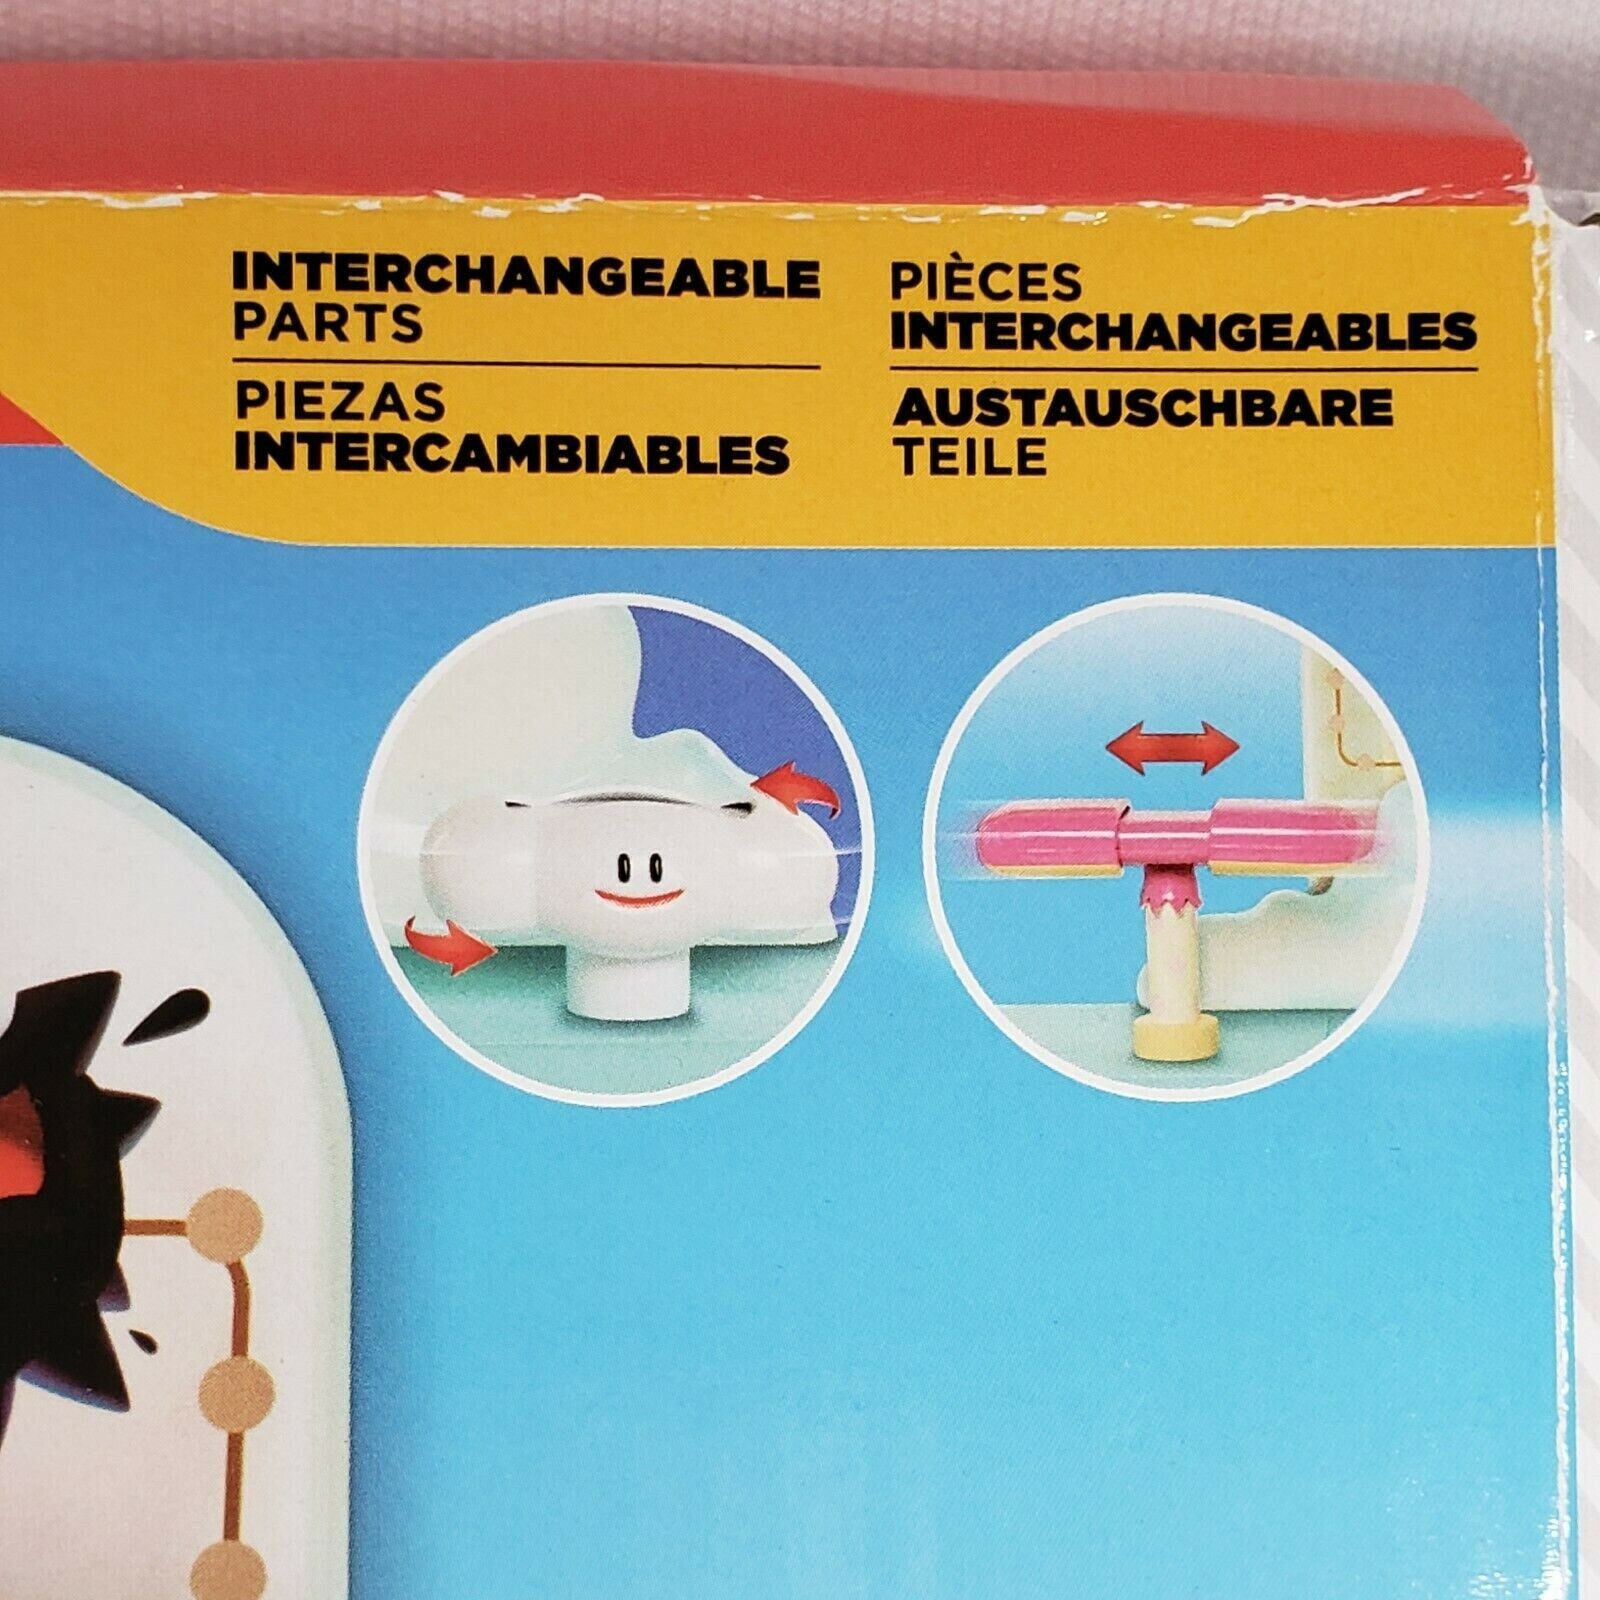 INTERCHANGEABLE
PARTS
PIEZAS
INTERCAMBIABLES
PIÈCES
INTERCHANGEABLES
AUSTAUSCHBARE
TEILE